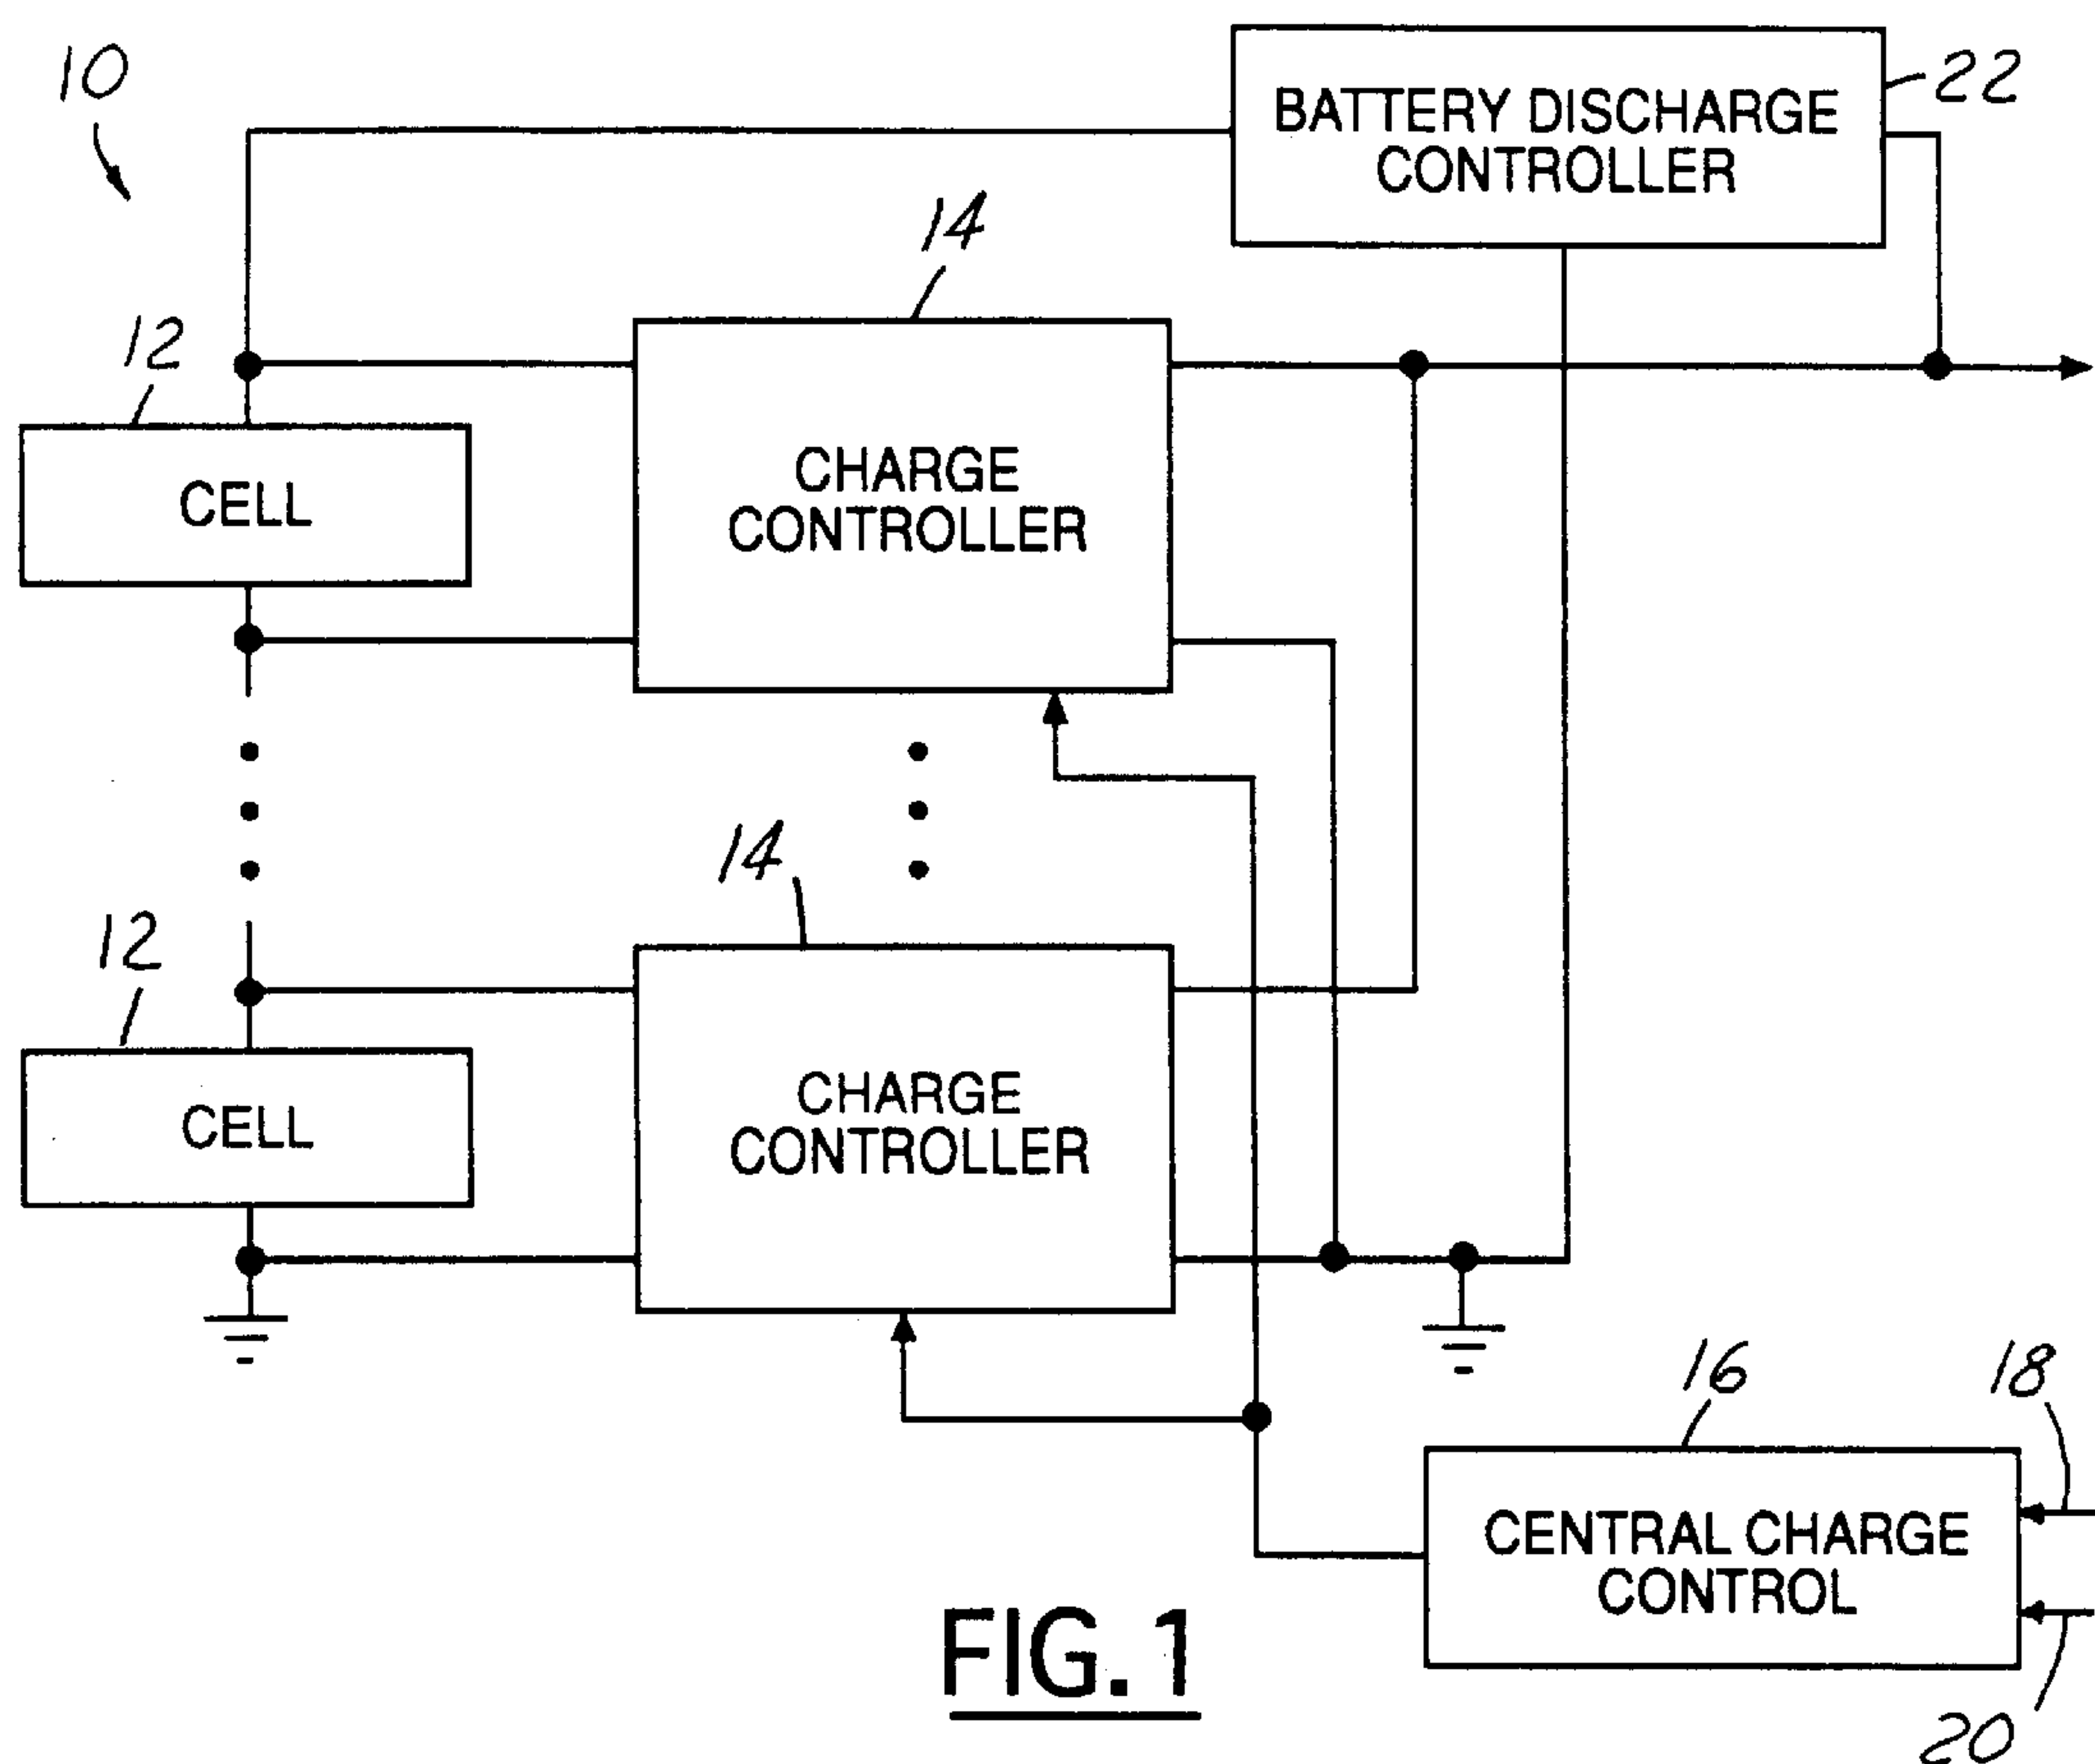 10
BATTERY DISCHARGE
CONTROLLER
22
14
12
CHARGE
CONTROLLER
CELL
14
12
CHARGE
CONTROLLER
CELL
16
18
CENTRAL CHARGE
CONTROL
FIG. 1
20